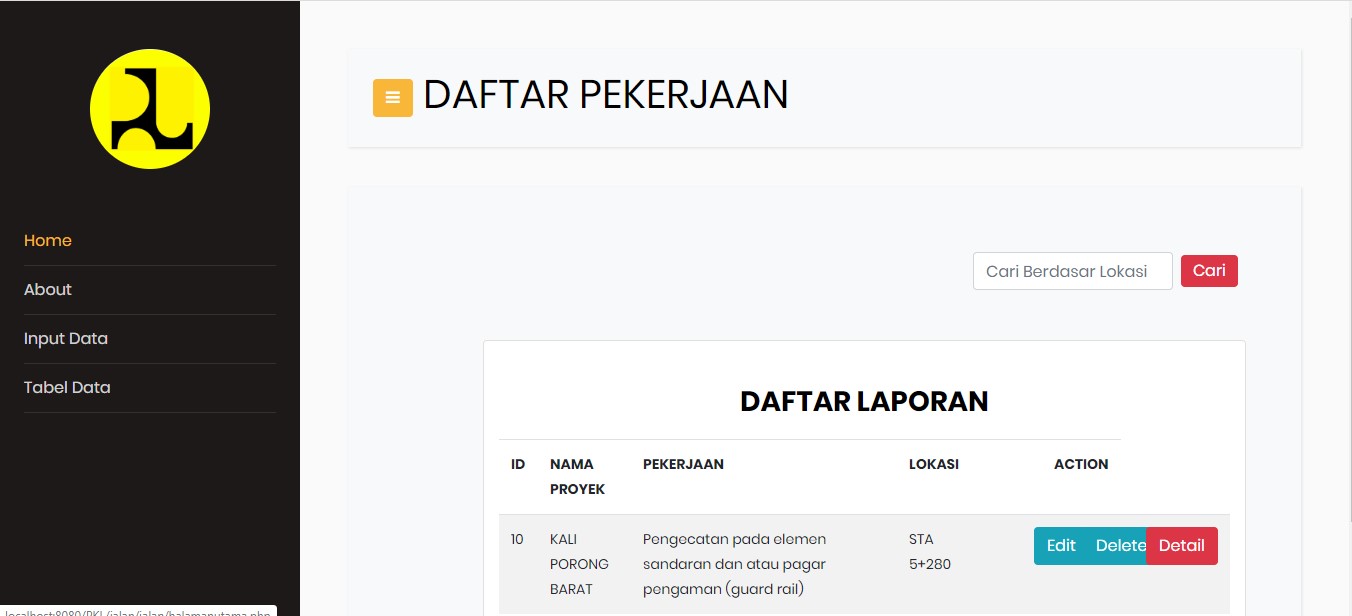 DAFTAR PEKERJAAN
Home
About
Input Data
Tabel Data
Cari Berdasar Lokasi Cari
DAFTAR LAPORAN
ID NAMA PROYEK PEKERJAAN LOKASI ACTION
10 KALI PORONG BARAT Pengecatan pada elemen sandaran dan atau pagar pengaman (guard rail) STA 5+280 Edit Delete Detail
localhost:8080/PKL/jalan/jalan/halamanutama.php